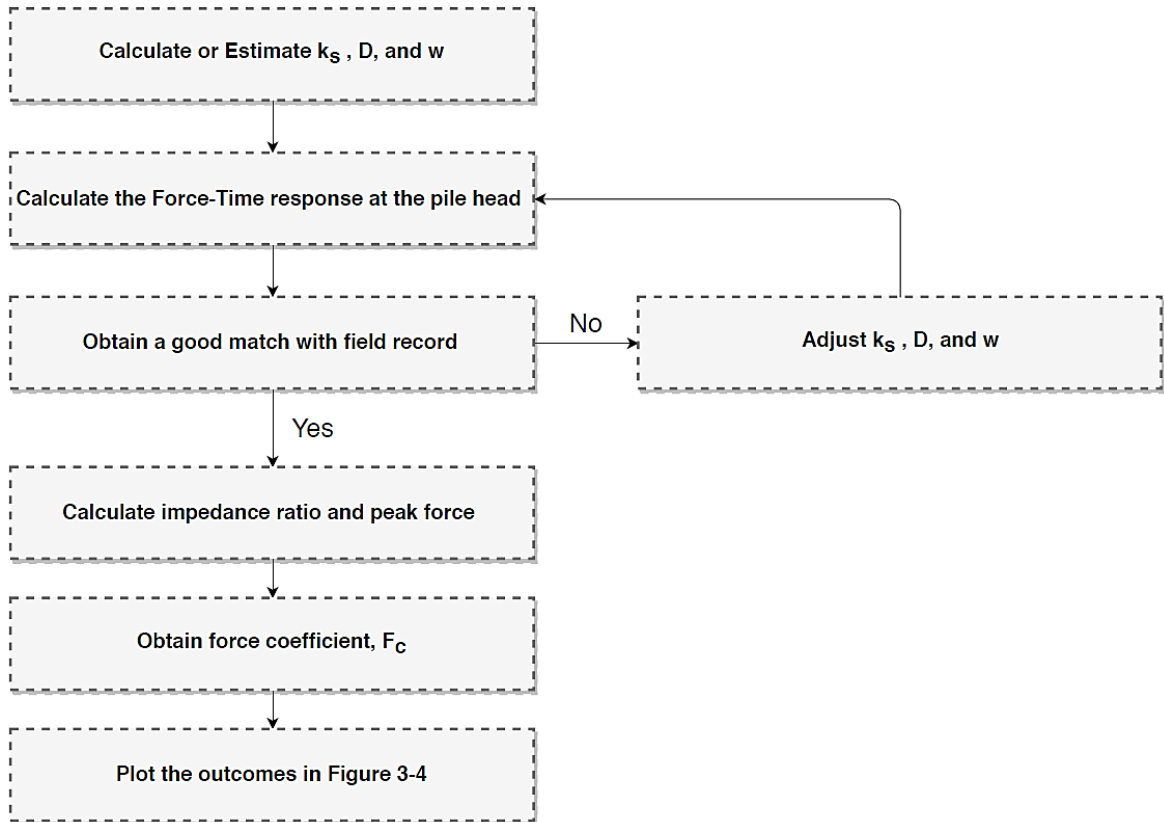 Calculate or Estimate kS , D, and w
Calculate the Force-Time response at the pile head
Obtain a good match with field record
No
Adjust kS , D, and w
Yes
Calculate impedance ratio and peak force
Obtain force coefficient, FC
Plot the outcomes in Figure 3-4